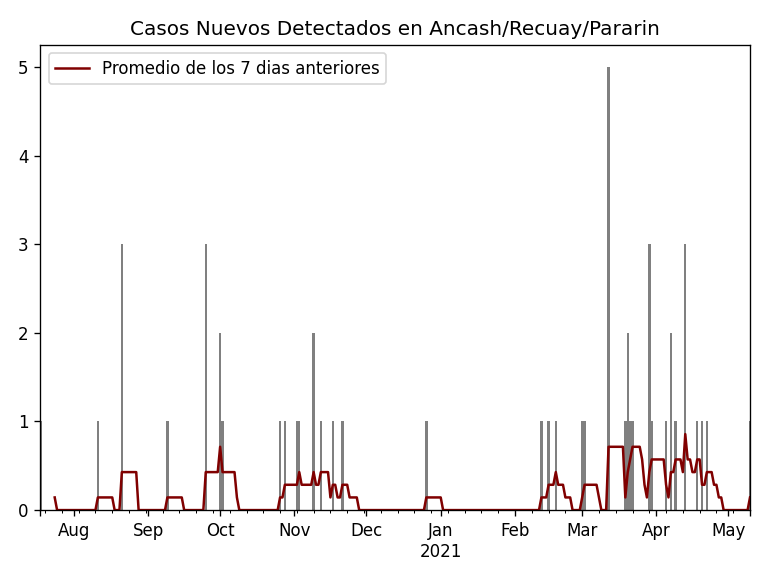 Casos Nuevos Detectados en Ancash/Recuay/Pararin
Promedio de los 7 dias anteriores
5
4
3
2
1
0
Aug Sep Oct Nov Dec Jan Feb Mar Apr May
2021